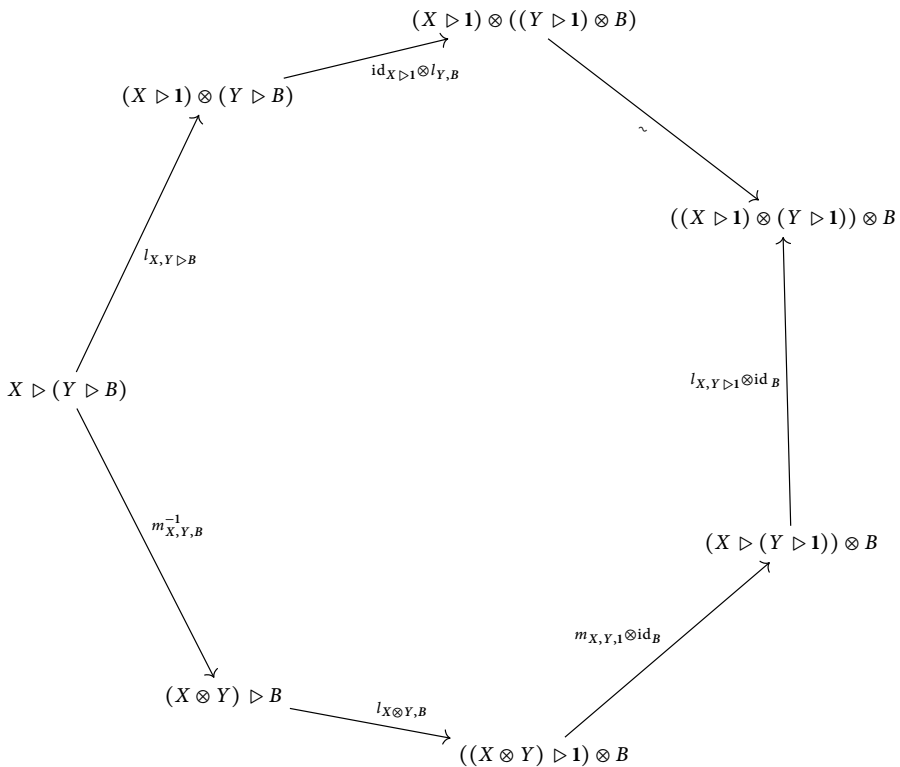 (X ▷ 𝟏) ⊗ ((Y ▷ 𝟏) ⊗ B)
id_{X▷𝟏}⊗l_{Y,B}
(X ▷ 𝟏) ⊗ (Y ▷ B)
~
((X ▷ 𝟏) ⊗ (Y ▷ 𝟏)) ⊗ B
l_{X,Y▷B}
l_{X,Y▷𝟏}⊗id_B
X ▷ (Y ▷ B)
m^{-1}_{X,Y,B}
(X ▷ (Y ▷ 𝟏)) ⊗ B
m_{X,Y,𝟏}⊗id_B
(X ⊗ Y) ▷ B
l_{X⊗Y,B}
((X ⊗ Y) ▷ 𝟏) ⊗ B